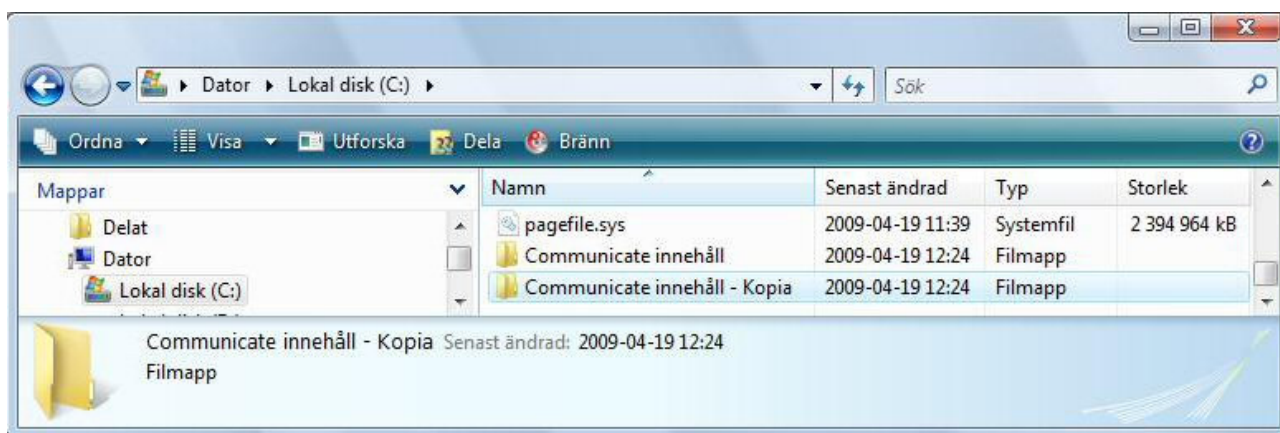 Dator Lokal disk (C:) Sök
Ordna Visa Utforska Dela Bränn
Mappar Namn Senast ändrad Typ Storlek
Delat pagefile.sys 2009-04-19 11:39 Systemfil 2 394 964 kB
Dator Communicate innehåll 2009-04-19 12:24 Filmapp
Lokal disk (C:) Communicate innehåll - Kopia 2009-04-19 12:24 Filmapp
Communicate innehåll - Kopia Senast ändrad: 2009-04-19 12:24
Filmapp